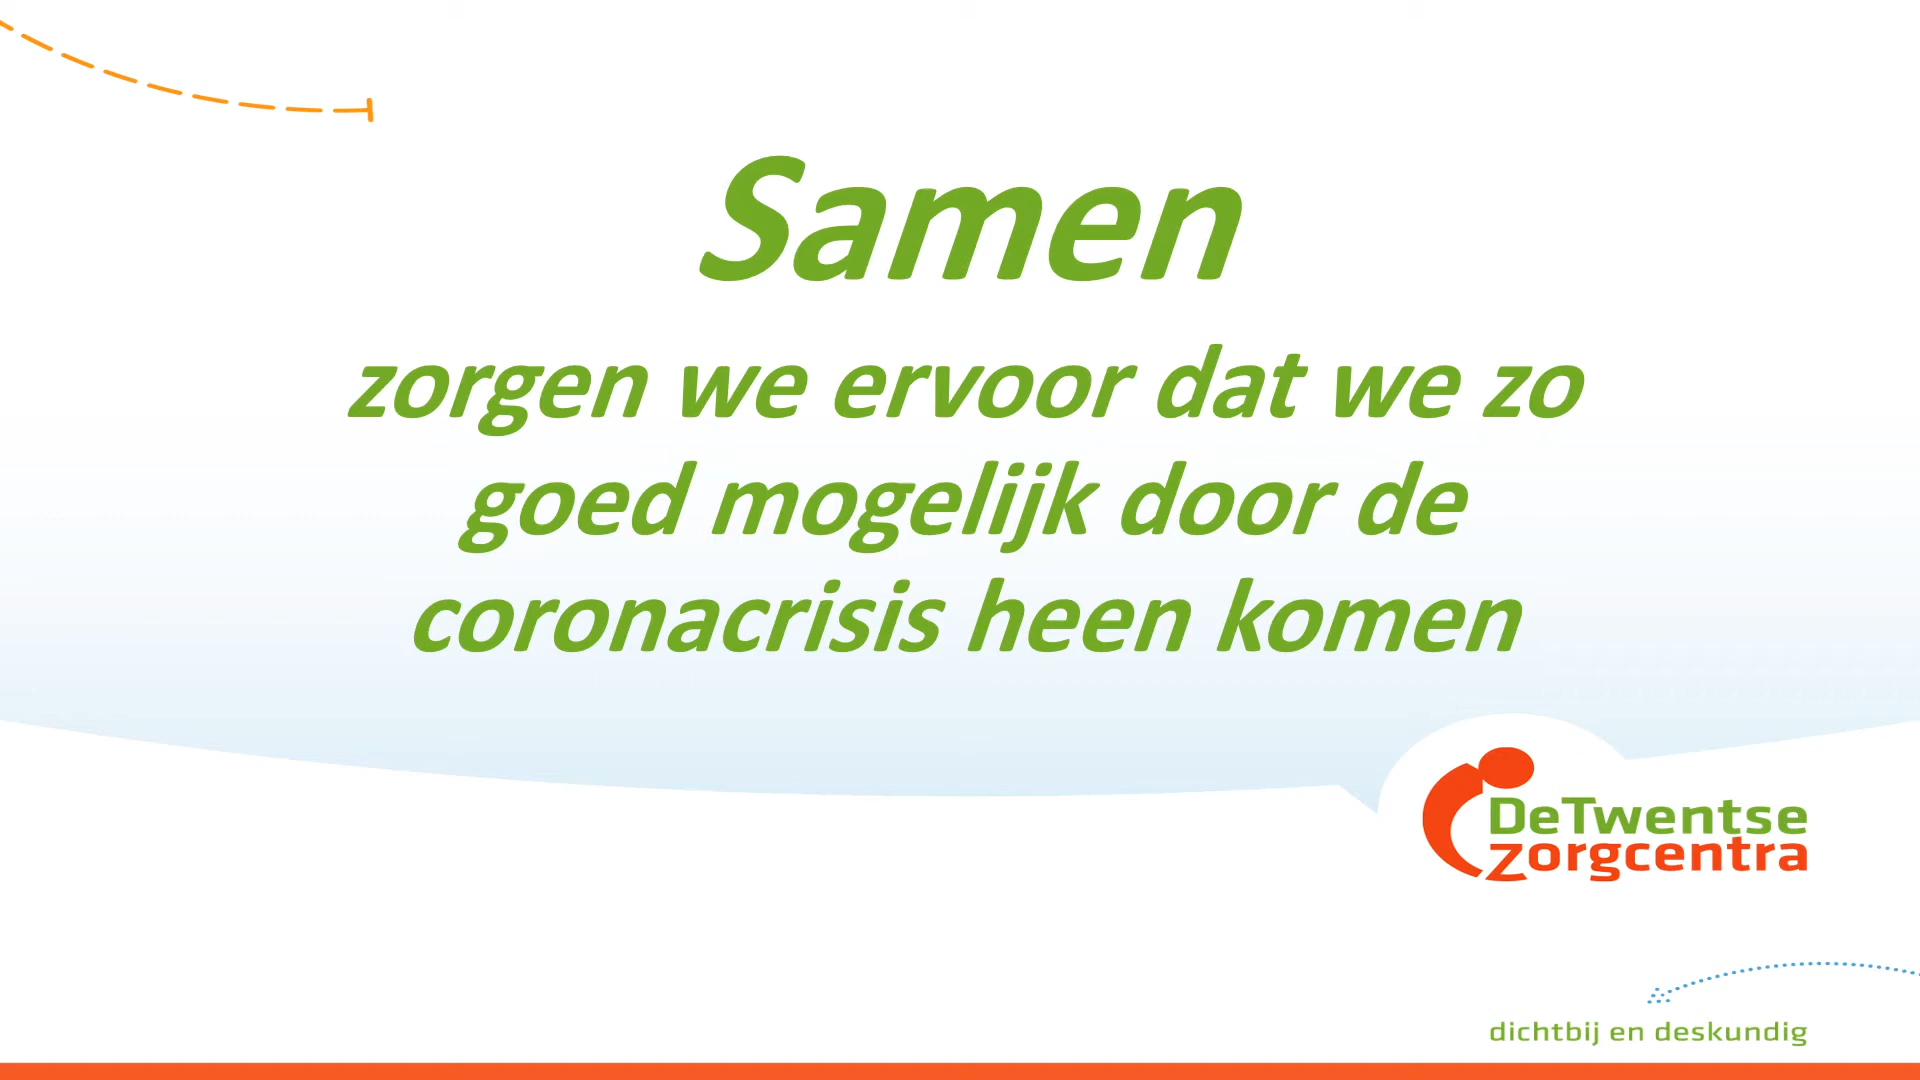 Samen
zorgen we ervoor dat we zo
goed mogelijk door de
coronacrisis heen komen
DeTwentse
Zorgcentra
dichtbij en deskundig